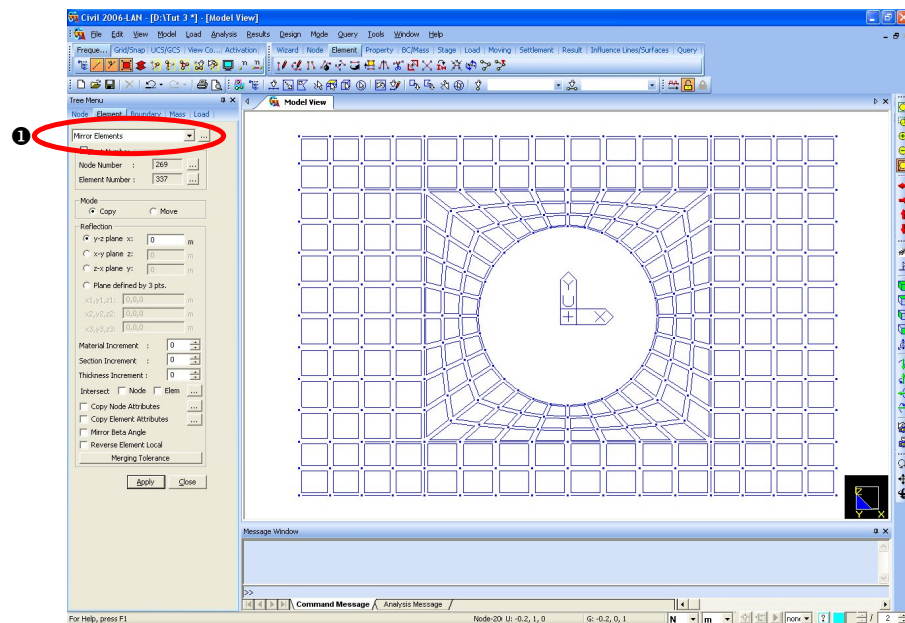 Civil 2006-LAN - [D:\Tut 3 *] - [Model View]
File Edit View Model Load Analysis Results Design Mode Query Tools Window Help
Freque... Grid/Snap UCS/GCS View Co... Activation Wizard Node Element Property BC/Mass Stage Load Moving Settlement Result Influence Lines/Surfaces Query
Tree Menu
Model View
Node Element Boundary Mass Load
❶
Mirror Elements
Node Number : 269
Element Number : 337
Mode
Copy Move
Reflection
y-z plane x: 0 m
x-y plane z: 0 m
z-x plane y: 0 m
Plane defined by 3 pts.
x1,y1,z1: 0,0,0 m
x2,y2,z2: 0,0,0 m
x3,y3,z3: 0,0,0 m
Material Increment : 0
Section Increment : 0
Thickness Increment : 0
Intersect Node Elem ...
Copy Node Attributes ...
Copy Element Attributes ...
Mirror Beta Angle
Reverse Element Local
Merging Tolerance
Apply Close
Y
U
X
Z
Y X
Message Window
>>
Command Message Analysis Message
For Help, press F1
U: -0.2, 1, 0 G: -0.2, 0, 1 N m 2